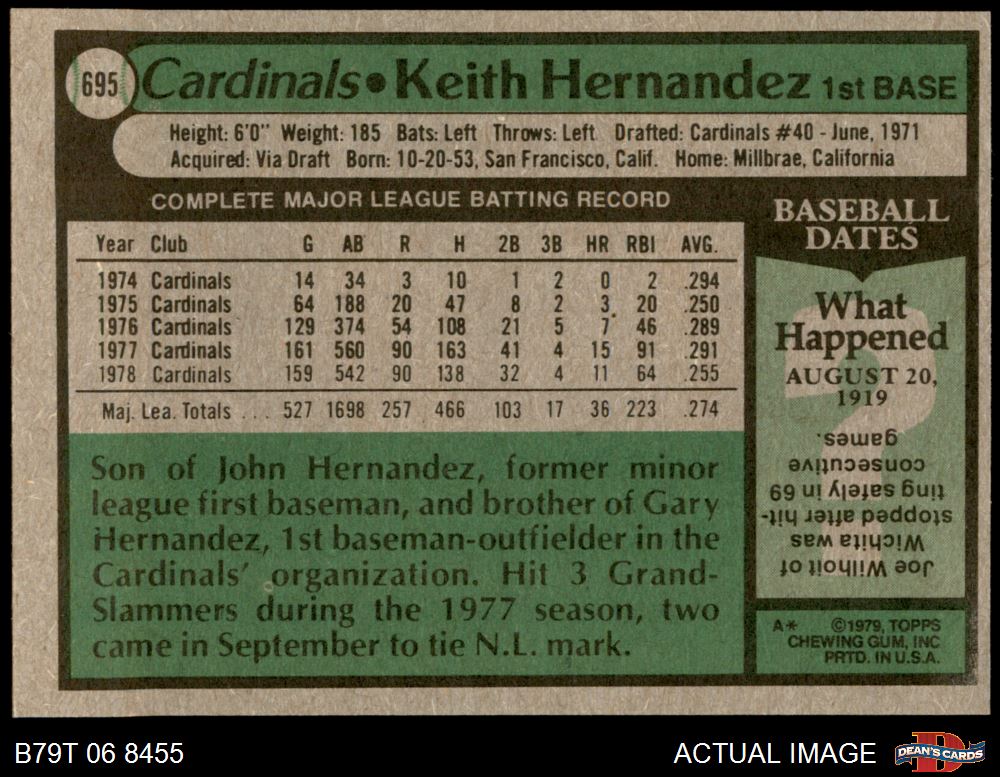 695 Cardinals • Keith Hernandez 1st BASE
Height: 6'0" Weight: 185 Bats: Left Throws: Left Drafted: Cardinals #40 - June, 1971
Acquired: Via Draft Born: 10-20-53, San Francisco, Calif. Home: Millbrae, California
COMPLETE MAJOR LEAGUE BATTING RECORD
Year Club G AB R H 2B 3B HR RBI AVG.
1974 Cardinals 14 34 3 10 1 2 0 2 .294
1975 Cardinals 64 188 20 47 8 2 3 20 .250
1976 Cardinals 129 374 54 108 21 5 7 46 .289
1977 Cardinals 161 560 90 163 41 4 15 91 .291
1978 Cardinals 159 542 90 138 32 4 11 64 .255
Maj. Lea. Totals ... 527 1698 257 466 103 17 36 223 .274
Son of John Hernandez, former minor
league first baseman, and brother of Gary
Hernandez, 1st baseman-outfielder in the
Cardinals' organization. Hit 3 Grand-
Slammers during the 1977 season, two
came in September to tie N.L. mark.
BASEBALL
DATES
What
Happened
AUGUST 20,
1919
Joe Wilhoit of
Wichita was
stopped after hit-
ting safely in 69
consecutive
games.
A* ©1979, TOPPS
CHEWING GUM, INC
PRTD. IN U.S.A.
B79T 06 8455
ACTUAL IMAGE
D
DEAN'S CARDS